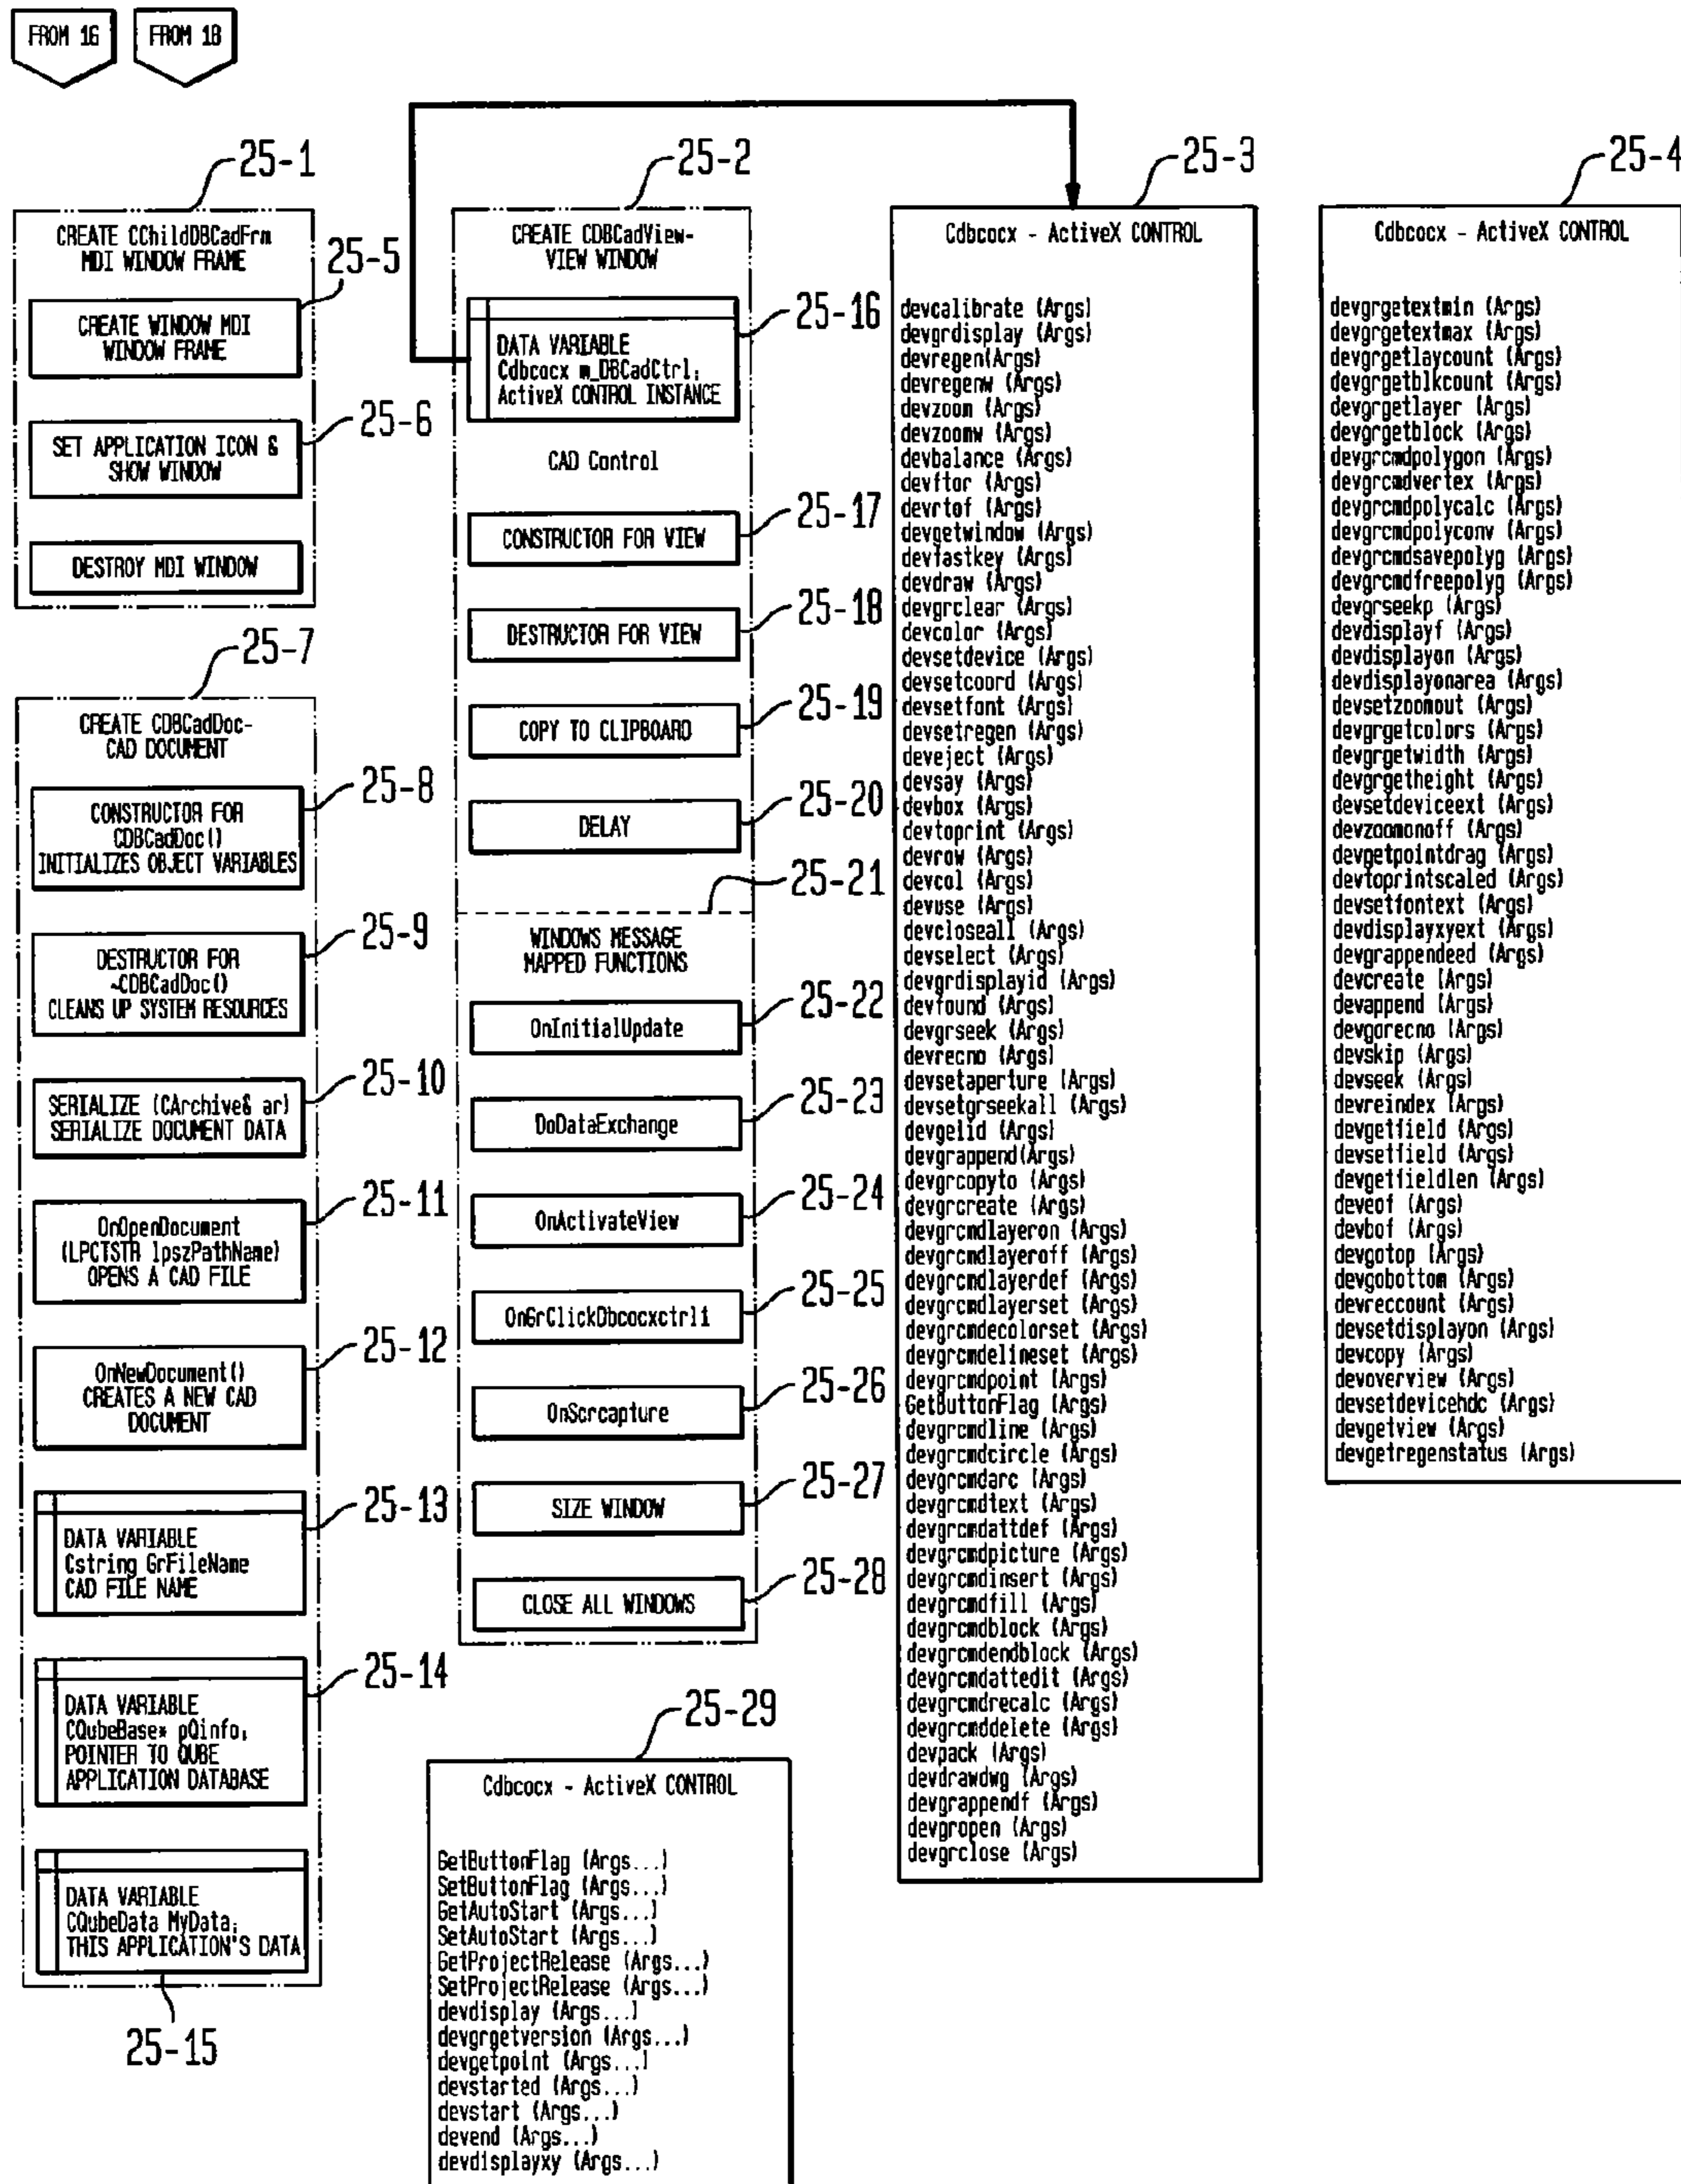 FROM 16
FROM 18
25-1
CREATE CChildDBCadFrm
MDI WINDOW FRAME
25-5
CREATE WINDOW MDI
WINDOW FRAME
25-6
SET APPLICATION ICON &
SHOW WINDOW
DESTROY MDI WINDOW
25-7
CREATE CDBCadDoc-
CAD DOCUMENT
25-8
CONSTRUCTOR FOR
CDBCadDoc()
INITIALIZES OBJECT VARIABLES
25-9
DESTRUCTOR FOR
~CDBCadDoc()
CLEANS UP SYSTEM RESOURCES
25-10
SERIALIZE (CArchive& ar)
SERIALIZE DOCUMENT DATA
25-11
OnOpenDocument
(LPCTSTR lpszPathName)
OPENS A CAD FILE
25-12
OnNewDocument()
CREATES A NEW CAD
DOCUMENT
25-13
DATA VARIABLE
Cstring GrFileName
CAD FILE NAME
25-14
DATA VARIABLE
CQubeBase* pQinfo;
POINTER TO QUBE
APPLICATION DATABASE
DATA VARIABLE
CQubeData MyData;
THIS APPLICATION'S DATA
25-15
25-2
CREATE CDBCadView-
VIEW WINDOW
25-16
DATA VARIABLE
Cdbcocx m_DBCadCtrl;
ActiveX CONTROL INSTANCE
CAD Control
25-17
CONSTRUCTOR FOR VIEW
25-18
DESTRUCTOR FOR VIEW
25-19
COPY TO CLIPBOARD
25-20
DELAY
25-21
WINDOWS MESSAGE
MAPPED FUNCTIONS
25-22
OnInitialUpdate
25-23
DoDataExchange
25-24
OnActivateView
25-25
OnGrClickDbcocxctrl1
25-26
OnScrcapture
25-27
SIZE WINDOW
25-28
CLOSE ALL WINDOWS
25-29
Cdbcocx - ActiveX CONTROL
GetButtonFlag (Args...)
SetButtonFlag (Args...)
GetAutoStart (Args...)
SetAutoStart (Args...)
GetProjectRelease (Args...)
SetProjectRelease (Args...)
devdisplay (Args...)
devgrgetversion (Args...)
devgetpoint (Args...)
devstarted (Args...)
devstart (Args...)
devend (Args...)
devdisplayxy (Args...)
25-3
Cdbcocx - ActiveX CONTROL
devcalibrate (Args)
devgrdisplay (Args)
devregen(Args)
devregenw (Args)
devzoom (Args)
devzoomw (Args)
devbalance (Args)
devftor (Args)
devrtof (Args)
devgetwindow (Args)
devfastkey (Args)
devdraw (Args)
devgrclear (Args)
devcolor (Args)
devsetdevice (Args)
devsetcoord (Args)
devsetfont (Args)
devsetregen (Args)
deveject (Args)
devsay (Args)
devbox (Args)
devtoprint (Args)
devrow (Args)
devcol (Args)
devuse (Args)
devcloseall (Args)
devselect (Args)
devgrdisplayid (Args)
devfound (Args)
devgrseek (Args)
devrecno (Args)
devsetaperture (Args)
devsetgrseekall (Args)
devgelid (Args)
devgrappend(Args)
devgrcopyto (Args)
devgrcreate (Args)
devgrcmdlayeron (Args)
devgrcmdlayeroff (Args)
devgrcmdlayerdef (Args)
devgrcmdlayerset (Args)
devgrcmdecolorset (Args)
devgrcmdelineset (Args)
devgrcmdpoint (Args)
GetButtonFlag (Args)
devgrcmdline (Args)
devgrcmdcircle (Args)
devgrcmdarc (Args)
devgrcmdtext (Args)
devgrcmdattdef (Args)
devgrcmdpicture (Args)
devgrcmdinsert (Args)
devgrcmdfill (Args)
devgrcmdblock (Args)
devgrcmdendblock (Args)
devgrcmdattedit (Args)
devgrcmdrecalc (Args)
devgrcmddelete (Args)
devpack (Args)
devdrawdwg (Args)
devgrappendf (Args)
devgropen (Args)
devgrclose (Args)
25-4
Cdbcocx - ActiveX CONTROL
devgrgetextmin (Args)
devgrgetextmax (Args)
devgrgetlaycount (Args)
devgrgetblkcount (Args)
devgrgetlayer (Args)
devgrgetblock (Args)
devgrcmdpolygon (Args)
devgrcmdvertex (Args)
devgrcmdpolycalc (Args)
devgrcmdpolyconv (Args)
devgrcmdsavepolyg (Args)
devgrcmdfreepolyg (Args)
devgrseekp (Args)
devdisplayf (Args)
devdisplayon (Args)
devdisplayonarea (Args)
devsetzoomout (Args)
devgrgetcolors (Args)
devgrgetwidth (Args)
devgrgetheight (Args)
devsetdeviceext (Args)
devzoomonoff (Args)
devgetpointdrag (Args)
devtoprintscaled (Args)
devsetfontext (Args)
devdisplayxyext (Args)
devgrappendeed (Args)
devcreate (Args)
devappend (Args)
devgorecno (Args)
devskip (Args)
devseek (Args)
devreindex (Args)
devgetfield (Args)
devsetfield (Args)
devgetfieldlen (Args)
deveof (Args)
devbof (Args)
devgotop (Args)
devgobottom (Args)
devreccount (Args)
devsetdisplayon (Args)
devcopy (Args)
devoverview (Args)
devsetdevicehdc (Args)
devgetview (Args)
devgetregenstatus (Args)